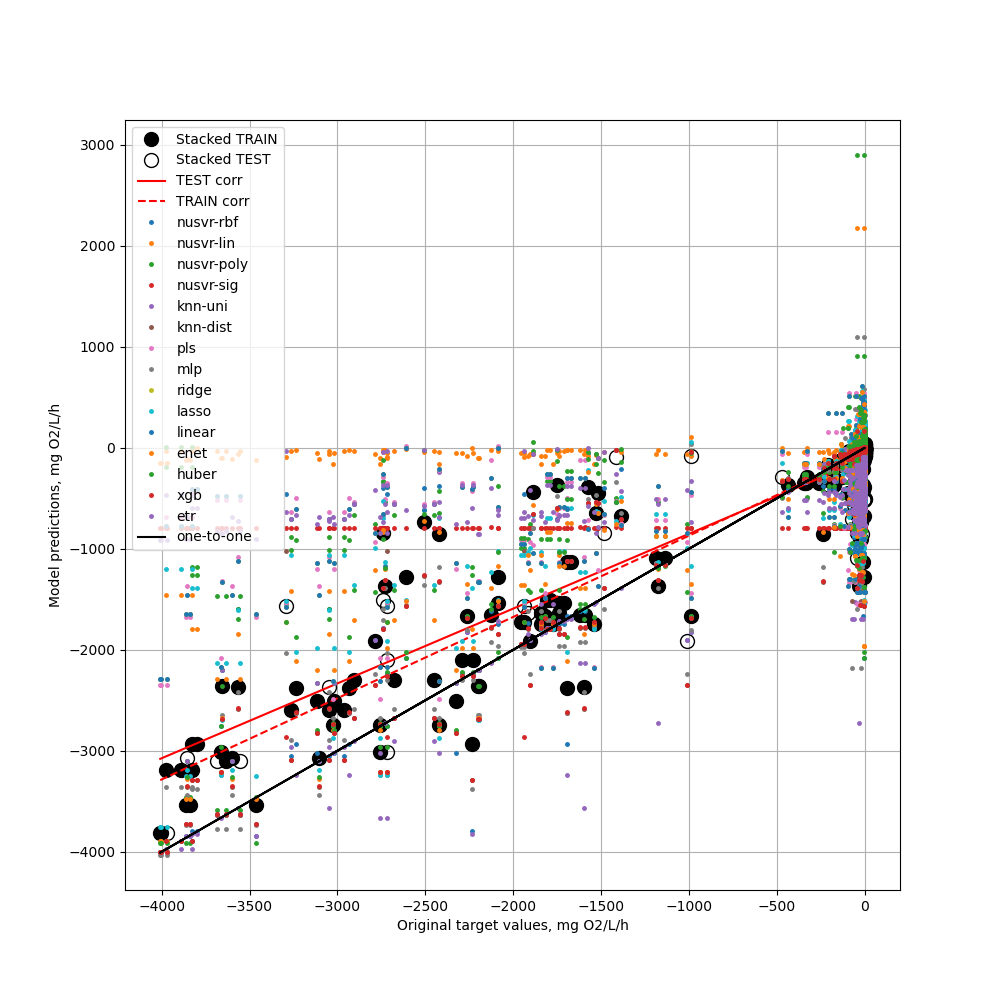 3000
2000
1000
0
−1000
−2000
−3000
−4000
Model predictions, mg O2/L/h
Stacked TRAIN
Stacked TEST
TEST corr
TRAIN corr
nusvr-rbf
nusvr-lin
nusvr-poly
nusvr-sig
knn-uni
knn-dist
pls
mlp
ridge
lasso
linear
enet
huber
xgb
etr
one-to-one
−4000 −3500 −3000 −2500 −2000 −1500 −1000 −500 0
Original target values, mg O2/L/h